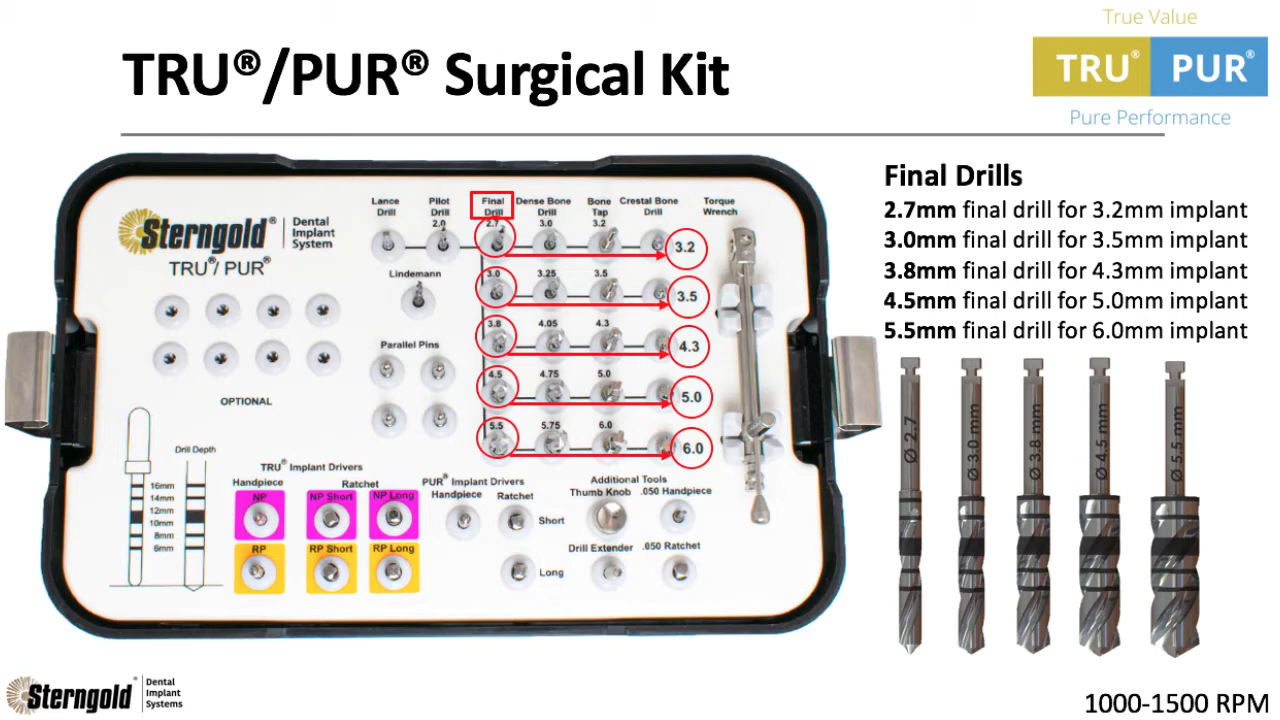 True Value
TRU®/PUR® Surgical Kit
TRU® PUR®
Pure Performance
Final Drills
2.7mm final drill for 3.2mm implant
3.0mm final drill for 3.5mm implant
3.8mm final drill for 4.3mm implant
4.5mm final drill for 5.0mm implant
5.5mm final drill for 6.0mm implant
Lance Drill
Pilot Drill
Final Drill
Dense Bone Drill
Bone Tap
Crestal Bone Drill
Torque Wrench
Sterngold® Dental Implant System
TRU®/ PUR®
2.0 2.7 3.0 3.2 3.2
Lindemann
3.0 3.25 3.5 3.5
3.8 4.05 4.3 4.3
Parallel Pins
4.5 4.75 5.0 5.0
5.5 5.75 6.0 6.0
OPTIONAL
Drill Depth
16mm
14mm
12mm
10mm
8mm
6mm
TRU® Implant Drivers
Handpiece Ratchet
NP NP Short NP Long
RP RP Short RP Long
PUR® Implant Drivers
Handpiece Ratchet
Short
Long
Additional Tools
Thumb Knob .050 Handpiece
Drill Extender .050 Ratchet
Ø 2.7
Ø 3.0 mm
Ø 3.8 mm
Ø 4.5 mm
Ø 5.5 mm
Sterngold® Dental Implant Systems
1000-1500 RPM